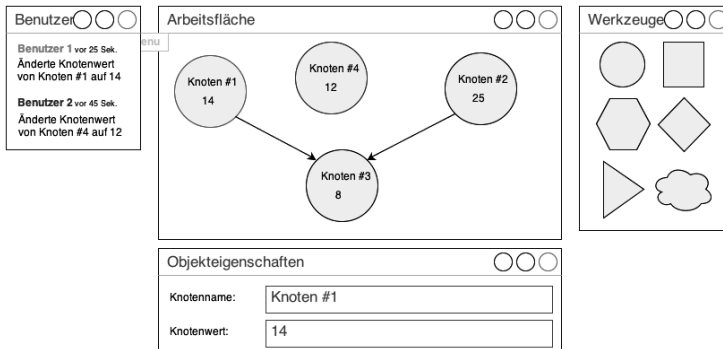 Benutzer
Benutzer 1 vor 25 Sek.
Änderte Knotenwert
von Knoten #1 auf 14
Benutzer 2 vor 45 Sek.
Änderte Knotenwert
von Knoten #4 auf 12
enu
Arbeitsfläche
Knoten #1
14
Knoten #4
12
Knoten #2
25
Knoten #3
8
Werkzeuge
Objekteigenschaften
Knotenname:
Knoten #1
Knotenwert:
14